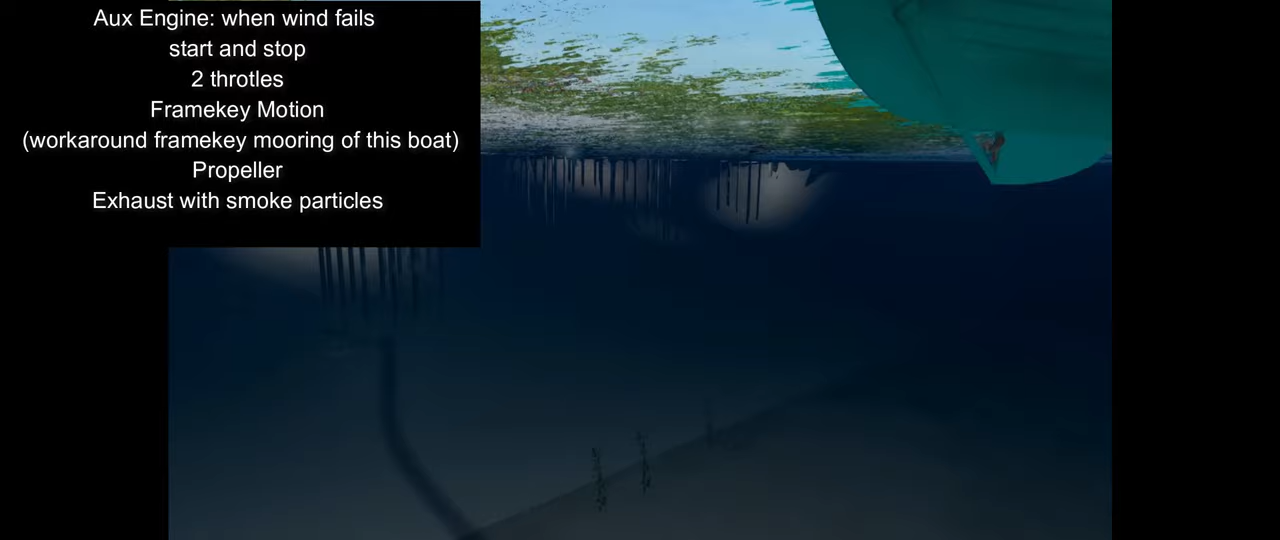 Aux Engine: when wind fails
start and stop
2 throtles
Framekey Motion
(workaround framekey mooring of this boat)
Propeller
Exhaust with smoke particles